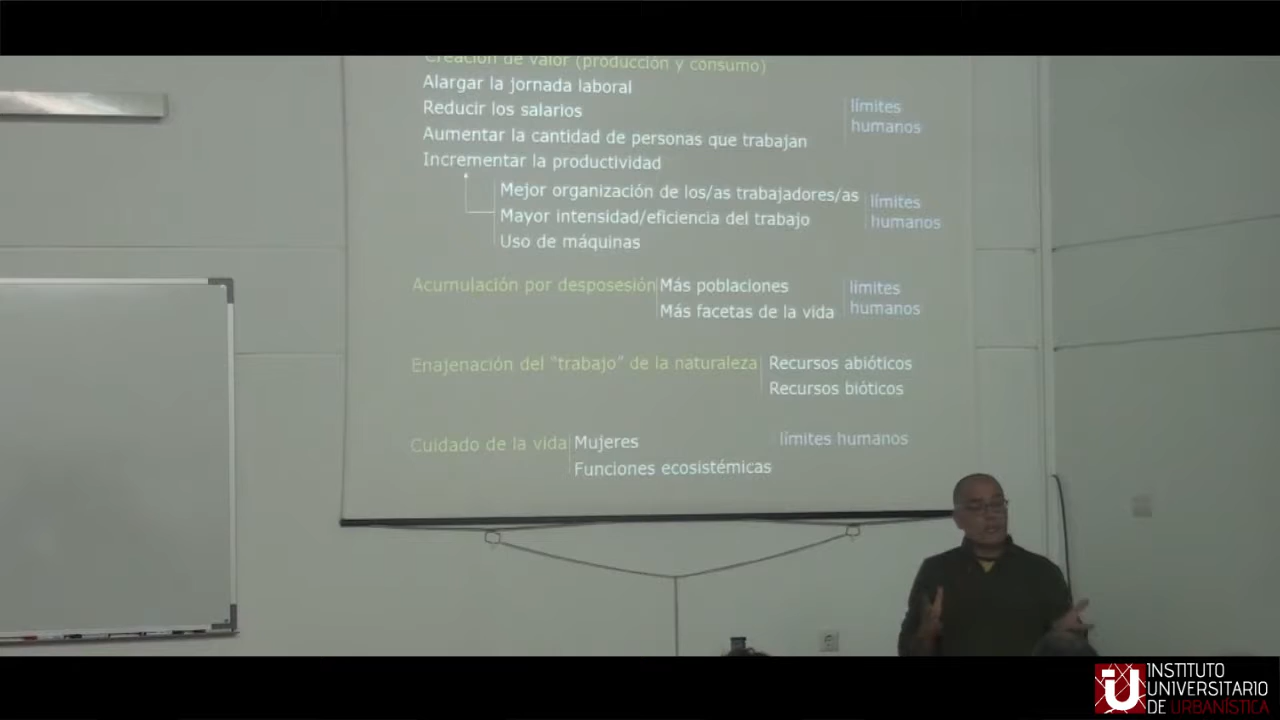 Creación de valor (producción y consumo)
Alargar la jornada laboral
Reducir los salarios
Aumentar la cantidad de personas que trabajan
límites
humanos
Incrementar la productividad
Mejor organización de los/as trabajadores/as
Mayor intensidad/eficiencia del trabajo
Uso de máquinas
límites
humanos
Acumulación por desposesión
Más poblaciones
Más facetas de la vida
límites
humanos
Enajenación del "trabajo" de la naturaleza
Recursos abióticos
Recursos bióticos
Cuidado de la vida
Mujeres
Funciones ecosistémicas
límites humanos
INSTITUTO
UNIVERSITARIO
DE URBANÍSTICA